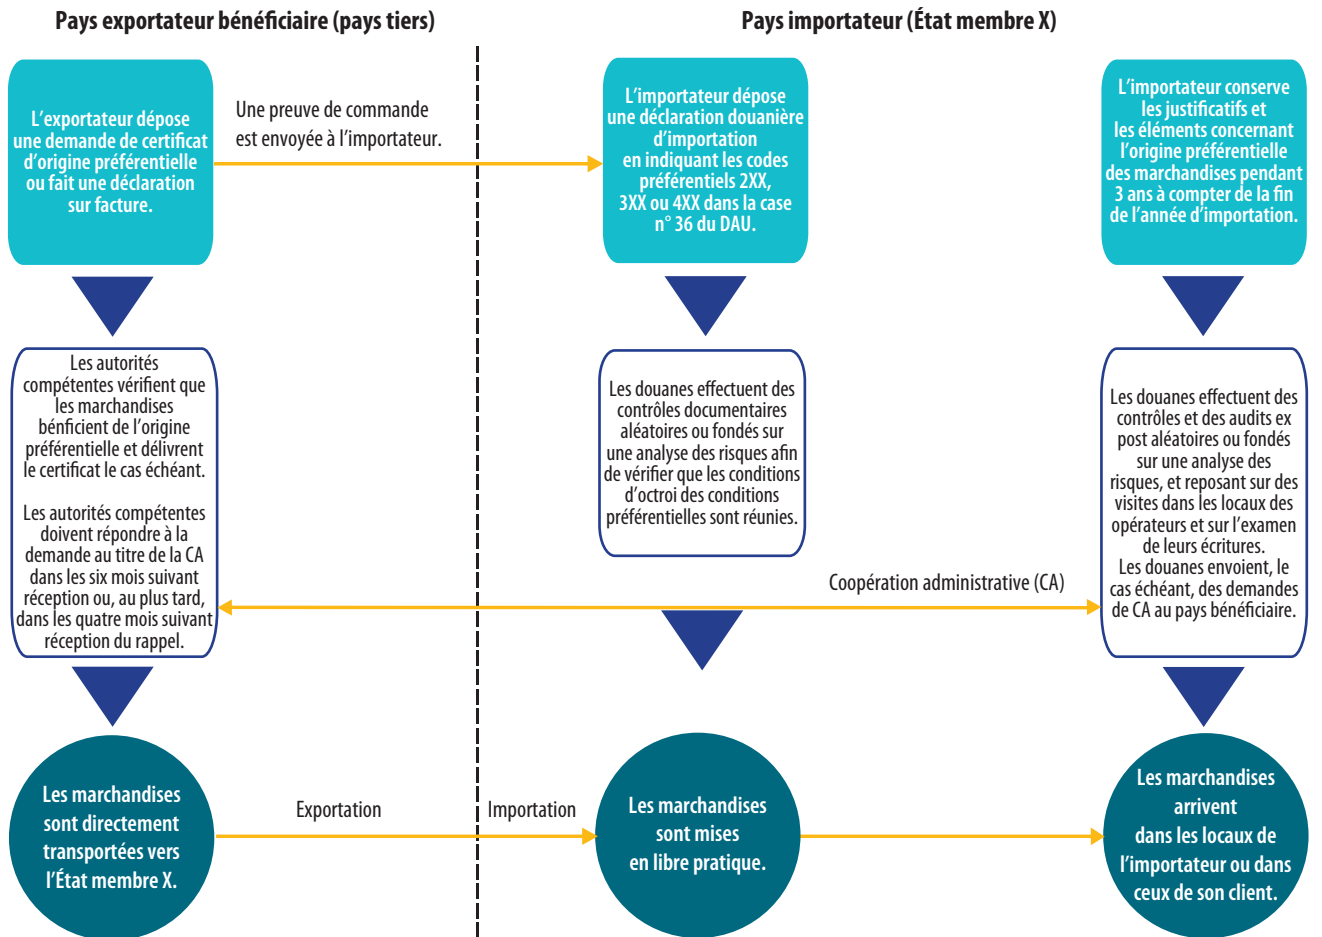 Pays exportateur bénéficiaire (pays tiers)
Pays importateur (État membre X)
L'exportateur dépose
une demande de certificat
d'origine préférentielle
ou fait une déclaration
sur facture.
Une preuve de commande
est envoyée à l'importateur.
L'importateur dépose
une déclaration douanière
d'importation
en indiquant les codes
préférentiels 2XX,
3XX ou 4XX dans la case
n° 36 du DAU.
L'importateur conserve
les justificatifs et
les éléments concernant
l'origine préférentielle
des marchandises pendant
3 ans à compter de la fin
de l'année d'importation.
Les autorités
compétentes vérifient que
les marchandises
bénficient de l'origine
préférentielle et délivrent
le certificat le cas échéant.
Les autorités compétentes
doivent répondre à la
demande au titre de la CA
dans les six mois suivant
réception ou, au plus tard,
dans les quatre mois suivant
réception du rappel.
Les douanes effectuent des
contrôles documentaires
aléatoires ou fondés sur
une analyse des risques afin
de vérifier que les conditions
d'octroi des conditions
préférentielles sont réunies.
Les douanes effectuent des
contrôles et des audits ex
post aléatoires ou fondés
sur une analyse des
risques, et reposant sur des
visites dans les locaux des
opérateurs et sur l'examen
de leurs écritures.
Les douanes envoient, le
cas échéant, des demandes
de CA au pays bénéficiaire.
Coopération administrative (CA)
Les marchandises
sont directement
transportées vers
l'État membre X.
Exportation
Importation
Les marchandises
sont mises
en libre pratique.
Les marchandises
arrivent
dans les locaux de
l'importateur ou dans
ceux de son client.